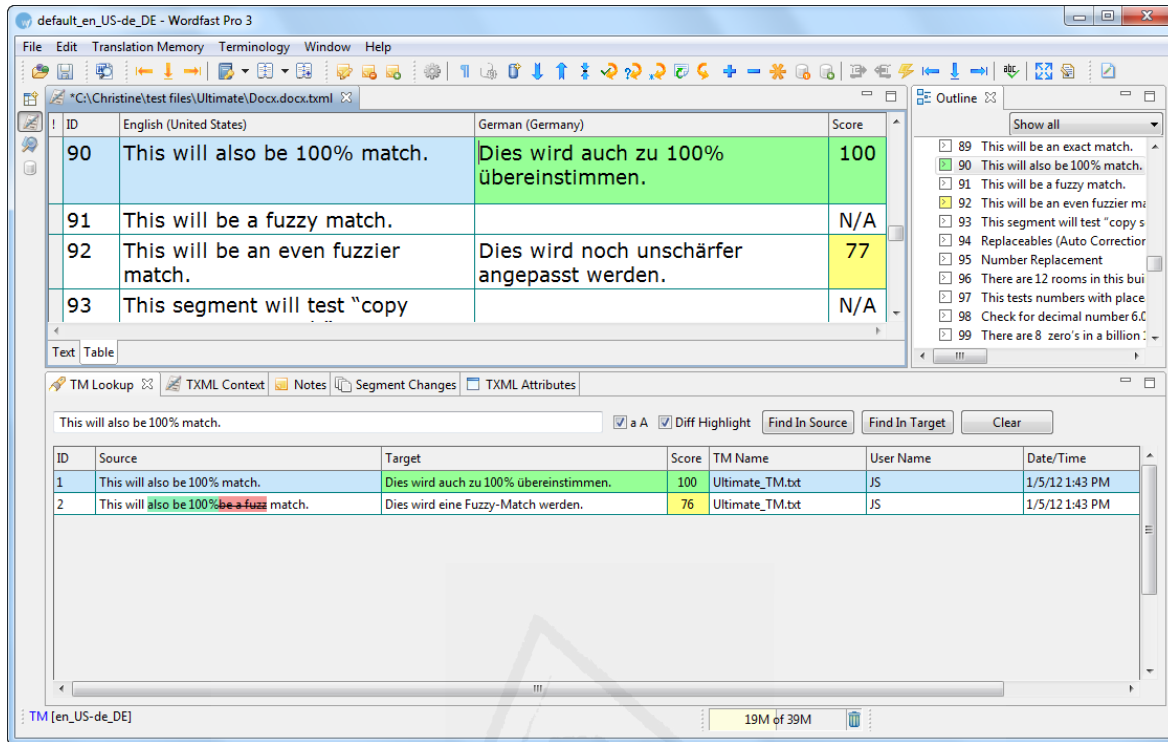 default_en_US-de_DE - Wordfast Pro 3
File Edit Translation Memory Terminology Window Help
*C:\Christine\test files\Ultimate\Docx.docx.txml
! ID English (United States) German (Germany) Score
90 This will also be 100% match. Dies wird auch zu 100% 100
übereinstimmen.
91 This will be a fuzzy match. N/A
92 This will be an even fuzzier Dies wird noch unschärfer 77
match. angepasst werden.
93 This segment will test “copy N/A
Text Table
Outline
Show all
89 This will be an exact match.
90 This will also be 100% match.
91 This will be a fuzzy match.
92 This will be an even fuzzier ma
93 This segment will test “copy s
94 Replaceables (Auto Correction
95 Number Replacement
96 There are 12 rooms in this bui
97 This tests numbers with place
98 Check for decimal number 6.0
99 There are 8 zero's in a billion :
TM Lookup TXML Context Notes Segment Changes TXML Attributes
This will also be 100% match. a A Diff Highlight Find In Source Find In Target Clear
ID Source Target Score TM Name User Name Date/Time
1 This will also be 100% match. Dies wird auch zu 100% übereinstimmen. 100 Ultimate_TM.txt JS 1/5/12 1:43 PM
2 This will also be 100%be a fuzz match. Dies wird eine Fuzzy-Match werden. 76 Ultimate_TM.txt JS 1/5/12 1:43 PM
TM [en_US-de_DE] 19M of 39M